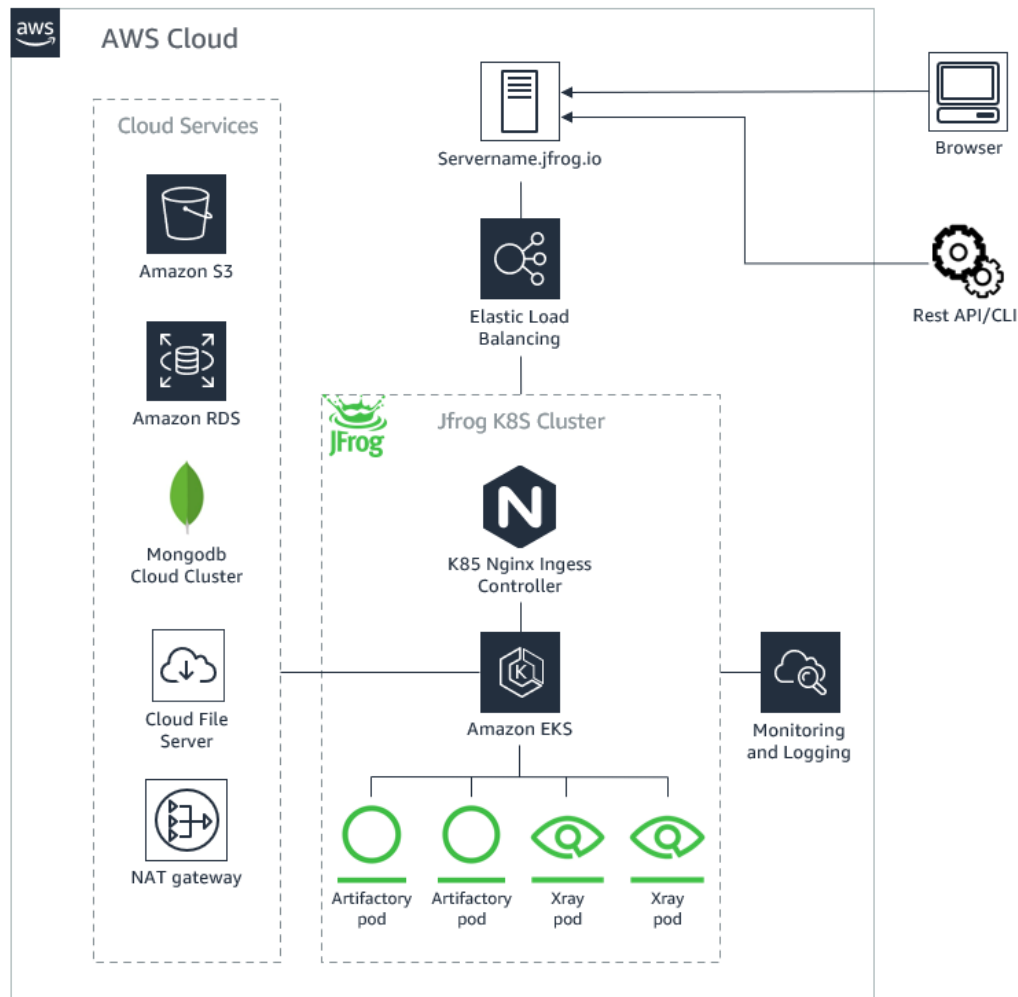 aws
AWS Cloud
Cloud Services
Amazon S3
Amazon RDS
Mongodb
Cloud Cluster
Cloud File
Server
NAT gateway
Servername.jfrog.io
Elastic Load
Balancing
JFrog
Jfrog K8S Cluster
N
K85 Nginx Ingess
Controller
K
Amazon EKS
Artifactory
pod
Artifactory
pod
Xray
pod
Xray
pod
Monitoring
and Logging
Browser
Rest API/CLI